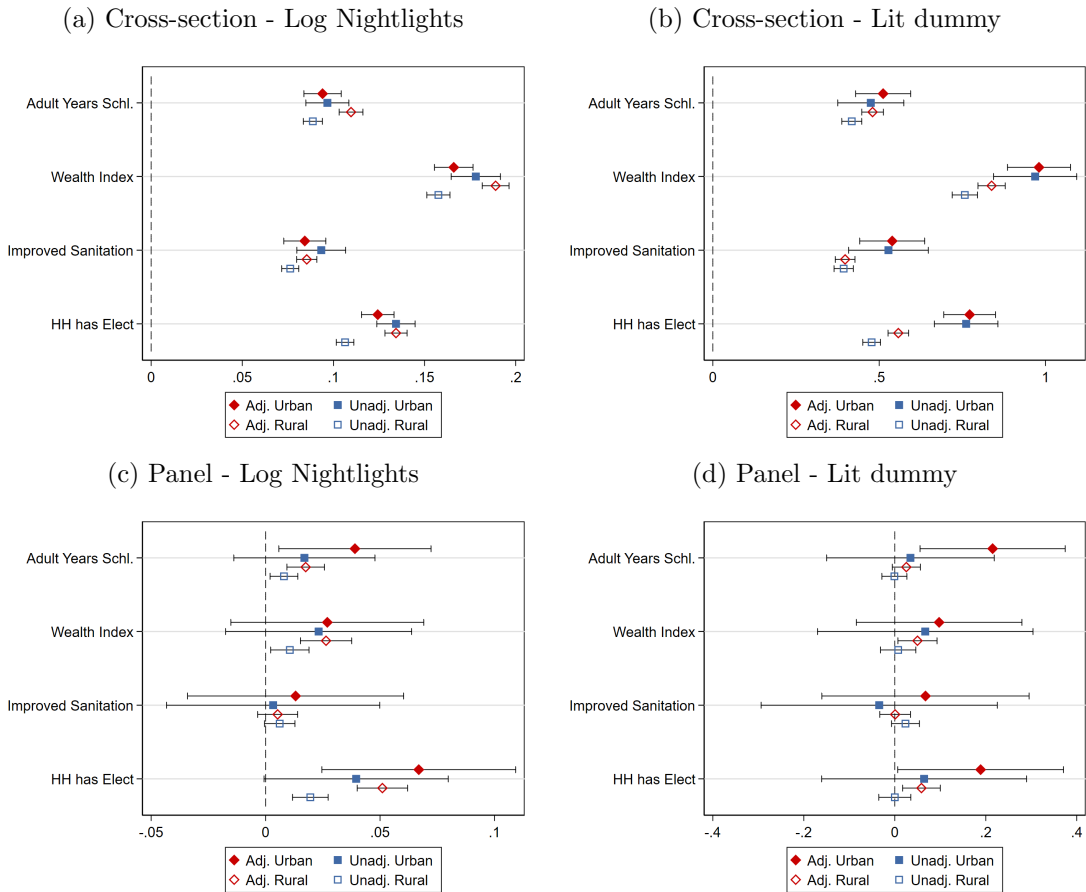 (a) Cross-section - Log Nightlights
Adult Years Schl.
Wealth Index
Improved Sanitation
HH has Elect
0 .05 .1 .15 .2
Adj. Urban Unadj. Urban
Adj. Rural Unadj. Rural
(b) Cross-section - Lit dummy
Adult Years Schl.
Wealth Index
Improved Sanitation
HH has Elect
0 .5 1
Adj. Urban Unadj. Urban
Adj. Rural Unadj. Rural
(c) Panel - Log Nightlights
Adult Years Schl.
Wealth Index
Improved Sanitation
HH has Elect
-.05 0 .05 .1
Adj. Urban Unadj. Urban
Adj. Rural Unadj. Rural
(d) Panel - Lit dummy
Adult Years Schl.
Wealth Index
Improved Sanitation
HH has Elect
-.4 -.2 0 .2 .4
Adj. Urban Unadj. Urban
Adj. Rural Unadj. Rural